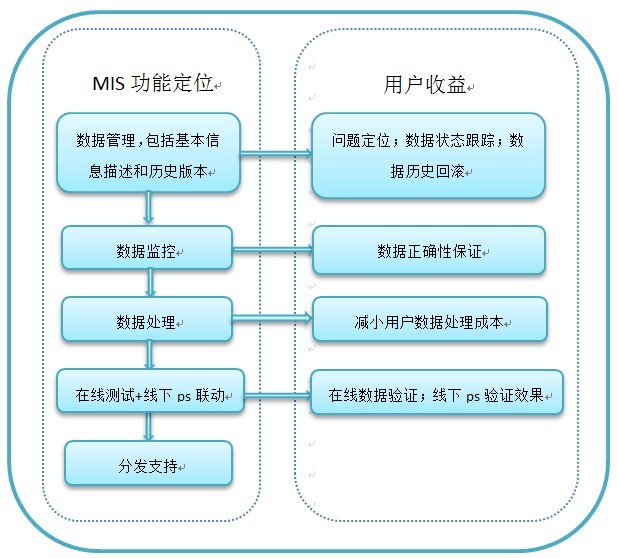 MIS 功能定位
用户收益
数据管理，包括基本信
息描述和历史版本
问题定位；数据状态跟踪；数
据历史回滚
数据监控
数据正确性保证
数据处理
减小用户数据处理成本
在线测试+线下 ps 联动
在线数据验证；线下 ps 验证效果
分发支持